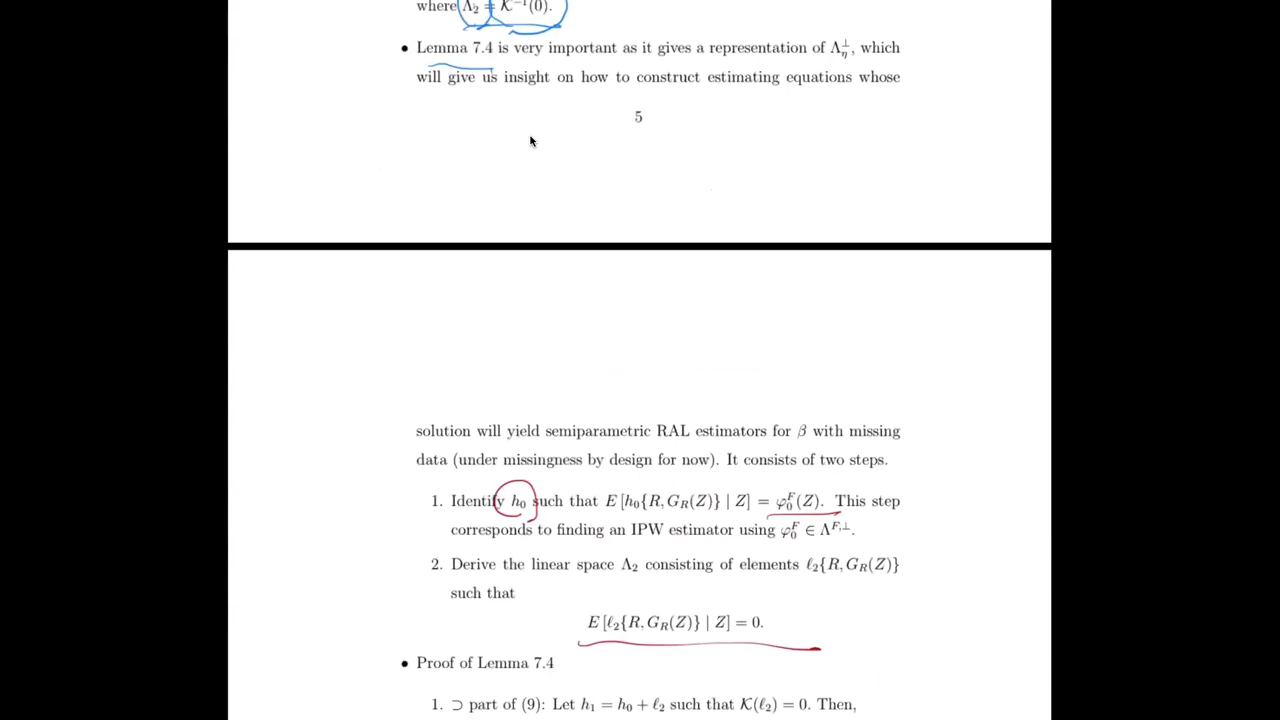 where Λ₂ = 𝒦⁻¹(0).
• Lemma 7.4 is very important as it gives a representation of Λ_η^⊥, which
will give us insight on how to construct estimating equations whose
5
solution will yield semiparametric RAL estimators for β with missing
data (under missingness by design for now). It consists of two steps.
1. Identify h₀ such that E [h₀{R, G_R(Z)} | Z] = φ₀^F(Z). This step
corresponds to finding an IPW estimator using φ₀^F ∈ Λ^{F,⊥}.
2. Derive the linear space Λ₂ consisting of elements ℓ₂{R, G_R(Z)}
such that
E [ℓ₂{R, G_R(Z)} | Z] = 0.
• Proof of Lemma 7.4
1. ⊃ part of (9): Let h₁ = h₀ + ℓ₂ such that 𝒦(ℓ₂) = 0. Then,